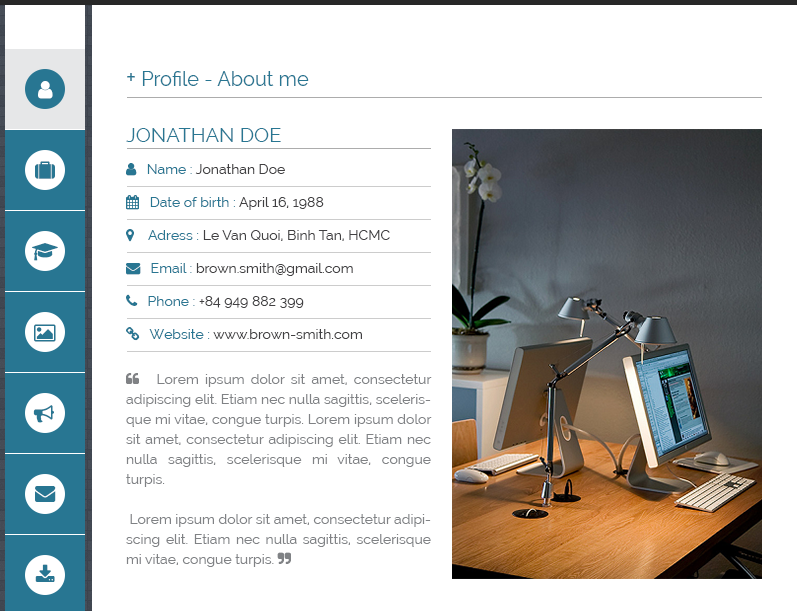 + Profile - About me
JONATHAN DOE
Name : Jonathan Doe
Date of birth : April 16, 1988
Adress : Le Van Quoi, Binh Tan, HCMC
Email : brown.smith@gmail.com
Phone : +84 949 882 399
Website : www.brown-smith.com
“ Lorem ipsum dolor sit amet, consectetur
adipiscing elit. Etiam nec nulla sagittis, sceleris-
que mi vitae, congue turpis. Lorem ipsum dolor
sit amet, consectetur adipiscing elit. Etiam nec
nulla sagittis, scelerisque mi vitae, congue
turpis.
Lorem ipsum dolor sit amet, consectetur adipi-
scing elit. Etiam nec nulla sagittis, scelerisque
mi vitae, congue turpis. ”